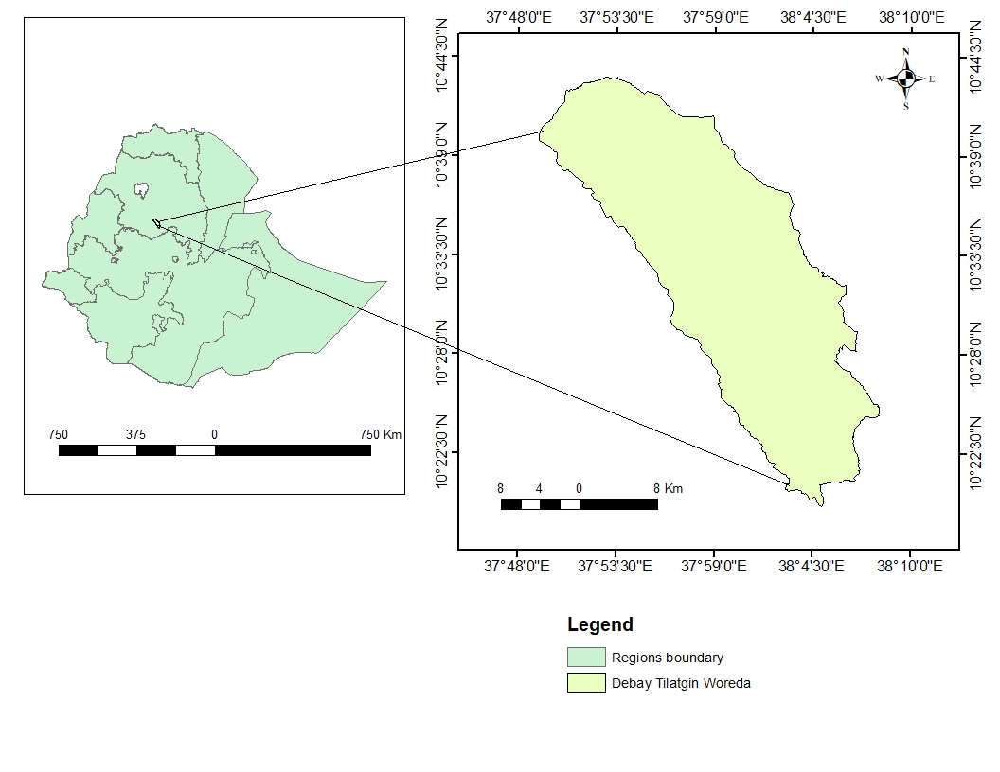 37°48'0"E 37°53'30"E 37°59'0"E 38°4'30"E 38°10'0"E
10°44'30"N
10°44'30"N
N
W E
S
10°39'0"N
10°39'0"N
10°33'30"N
10°33'30"N
10°28'0"N
10°28'0"N
10°22'30"N
10°22'30"N
750 375 0 750 Km
8 4 0 8 Km
37°48'0"E 37°53'30"E 37°59'0"E 38°4'30"E 38°10'0"E
Legend
Regions boundary
Debay Tilatgin Woreda